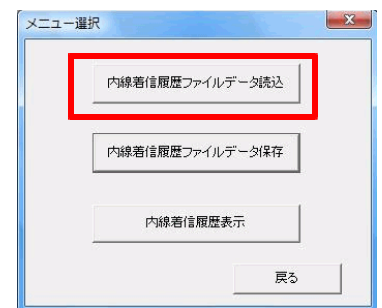 メニュー選択
内線着信履歴ファイルデータ読込
内線着信履歴ファイルデータ保存
内線着信履歴表示
戻る